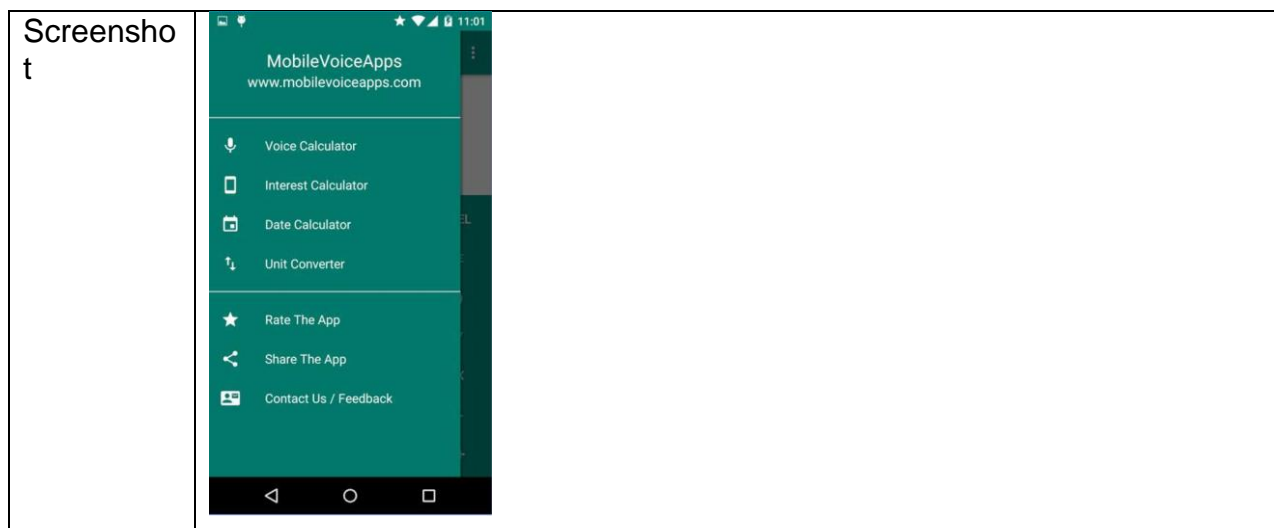 Screensho
t
11:01
MobileVoiceApps
www.mobilevoiceapps.com
Voice Calculator
Interest Calculator
Date Calculator
Unit Converter
Rate The App
Share The App
Contact Us / Feedback